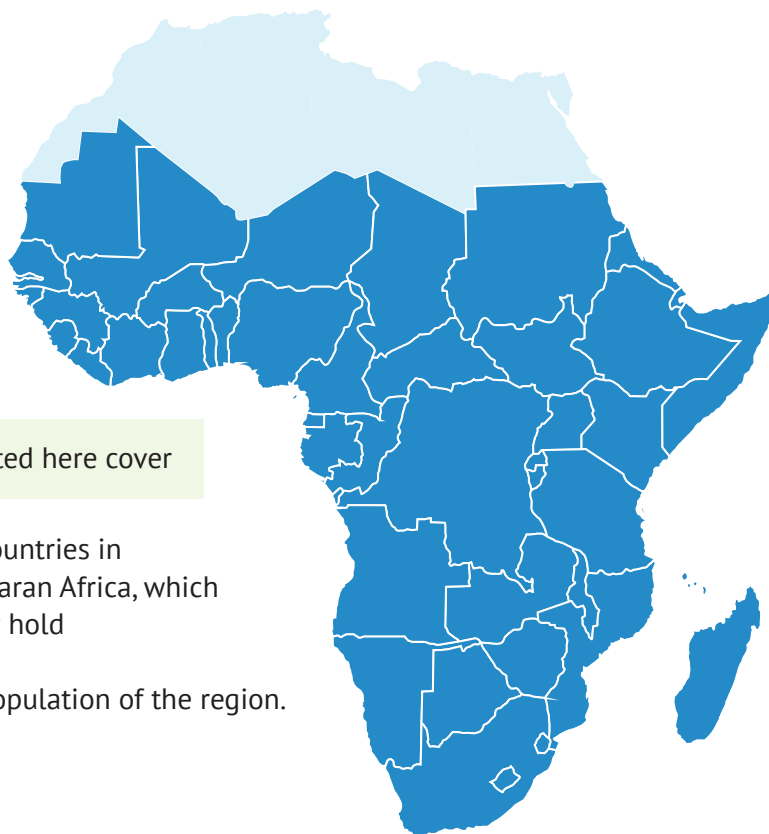 ted here cover
ountries in
aran Africa, which
hold
opulation of the region.